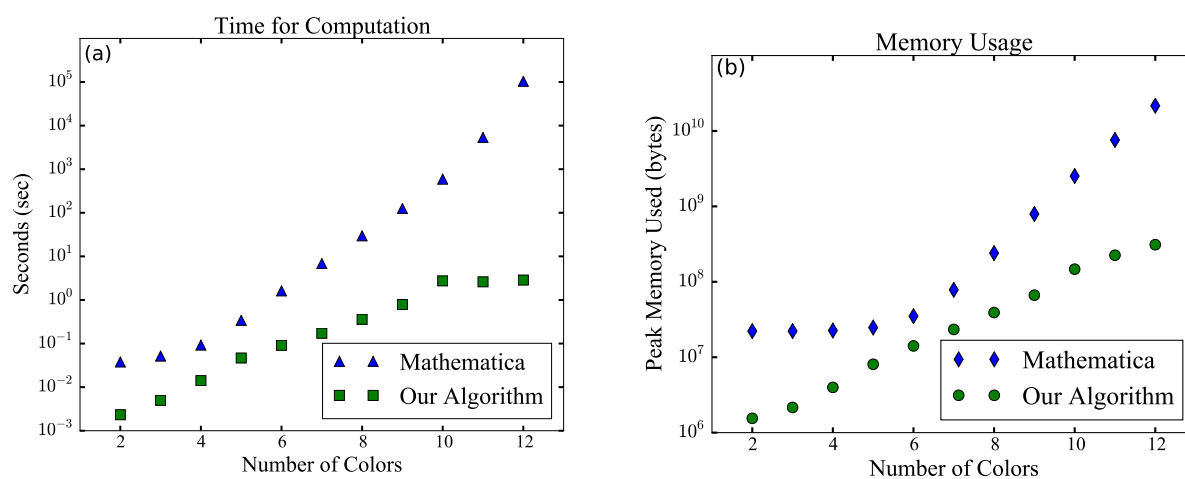 Time for Computation
(a)
Seconds (sec)
10^5
10^4
10^3
10^2
10^1
10^0
10^−1
10^−2
10^−3
2 4 6 8 10 12
Number of Colors
Mathematica
Our Algorithm
Memory Usage
(b)
Peak Memory Used (bytes)
10^10
10^9
10^8
10^7
10^6
2 4 6 8 10 12
Number of Colors
Mathematica
Our Algorithm